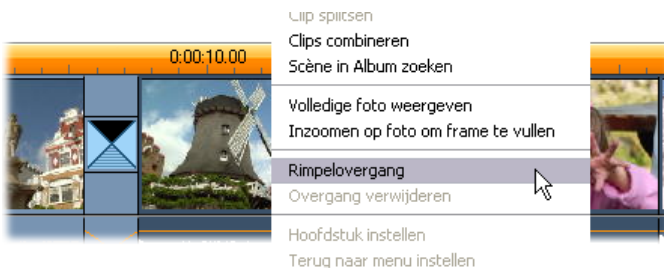 Clip splitsen
0:00:10.00
Clips combineren
Scène in Album zoeken
Volledige foto weergeven
Inzoomen op foto om frame te vullen
Rimpelovergang
Overgang verwijderen
Hoofdstuk instellen
Terug naar menu instellen